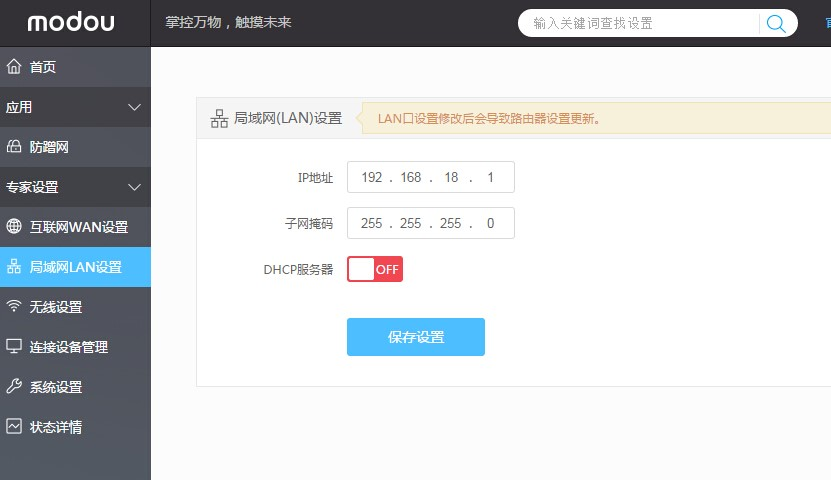 modou
掌控万物，触摸未来
输入关键词查找设置
首页
应用
防蹭网
专家设置
互联网WAN设置
局域网LAN设置
无线设置
连接设备管理
系统设置
状态详情
局域网(LAN)设置
LAN口设置修改后会导致路由器设置更新。
IP地址
192 . 168 . 18 . 1
子网掩码
255 . 255 . 255 . 0
DHCP服务器
OFF
保存设置